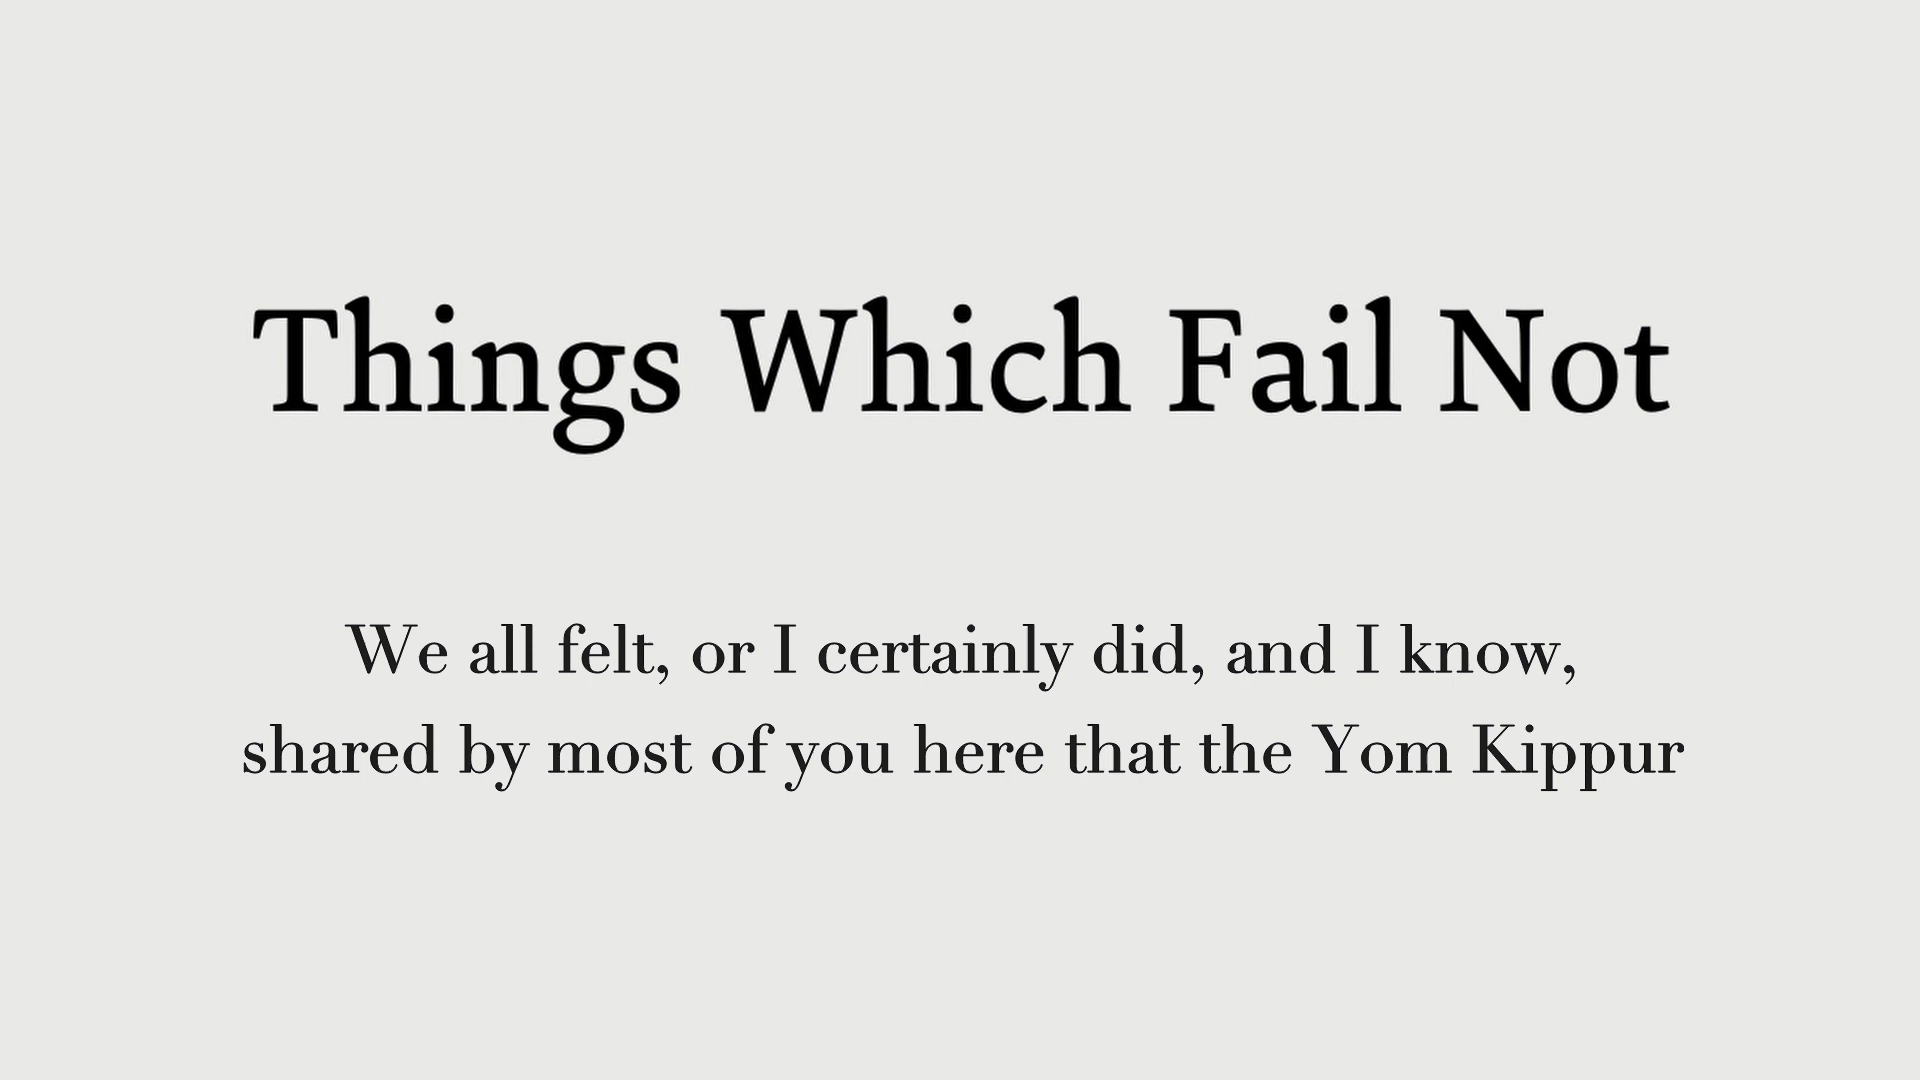 Things Which Fail Not
We all felt, or I certainly did, and I know,
shared by most of you here that the Yom Kippur